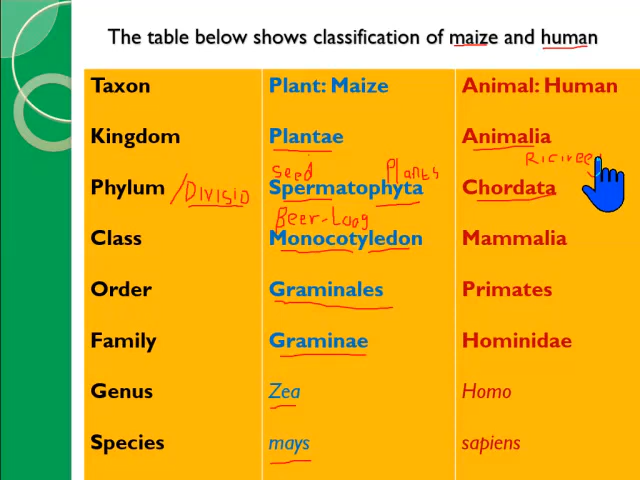 The table below shows classification of maize and human
Taxon Plant: Maize Animal: Human
Kingdom Plantae Animalia
seed Plants
Phylum /Divisio Spermatophyta Chordata
Class Monocotyledon Mammalia
Order Graminales Primates
Family Graminae Hominidae
Genus Zea Homo
Species mays sapiens